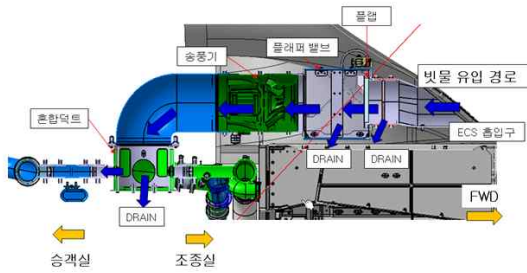 플랩
플래퍼 밸브
송풍기
빗물 유입 경로
혼합덕트
ECS 흡입구
DRAIN
DRAIN
DRAIN
FWD
승객실
조종실